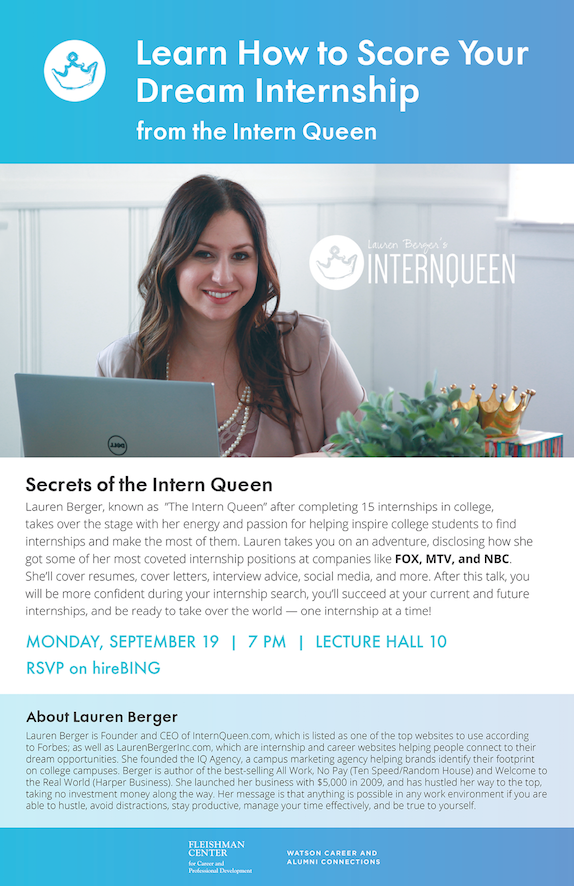 Learn How to Score Your
Dream Internship
from the Intern Queen
Lauren Berger's
INTERNQUEEN
DELL
Secrets of the Intern Queen
Lauren Berger, known as "The Intern Queen" after completing 15 internships in college,
takes over the stage with her energy and passion for helping inspire college students to find
internships and make the most of them. Lauren takes you on an adventure, disclosing how she
got some of her most coveted internship positions at companies like FOX, MTV, and NBC.
She'll cover resumes, cover letters, interview advice, social media, and more. After this talk, you
will be more confident during your internship search, you'll succeed at your current and future
internships, and be ready to take over the world — one internship at a time!
MONDAY, SEPTEMBER 19 | 7 PM | LECTURE HALL 10
RSVP on hireBING
About Lauren Berger
Lauren Berger is Founder and CEO of InternQueen.com, which is listed as one of the top websites to use according
to Forbes; as well as LaurenBergerInc.com, which are internship and career websites helping people connect to their
dream opportunities. She founded the IQ Agency, a campus marketing agency helping brands identify their footprint
on college campuses. Berger is author of the best-selling All Work, No Pay (Ten Speed/Random House) and Welcome to
the Real World (Harper Business). She launched her business with $5,000 in 2009, and has hustled her way to the top,
taking no investment money along the way. Her message is that anything is possible in any work environment if you are
able to hustle, avoid distractions, stay productive, manage your time effectively, and be true to yourself.
FLEISHMAN
CENTER
for Career and
Professional Development
WATSON CAREER AND
ALUMNI CONNECTIONS